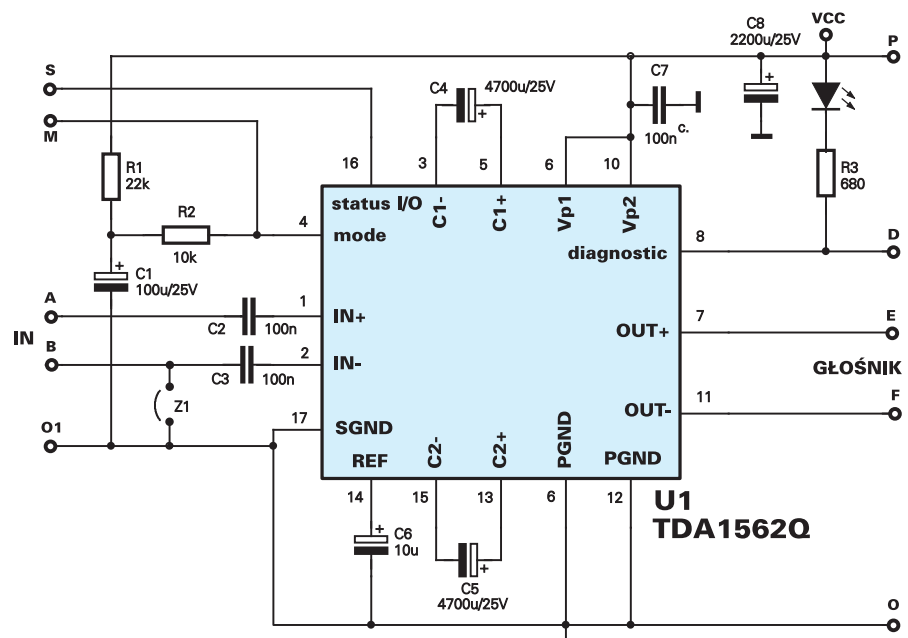 C8
2200u/25V
VCC
P
S
M
C4
4700u/25V
C7
100n
c.
R1
22k
R2
10k
R3
680
16
3
5
6
10
status I/O
C1-
C1+
Vp1
Vp2
4
mode
diagnostic
8
D
C1
100u/25V
A
IN
B
C2
100n
1
IN+
C3
100n
2
IN-
OUT+
7
E
GŁOŚNIK
OUT-
11
F
Z1
O1
17
SGND
REF
C2-
C2+
PGND
PGND
14
15
13
6
12
U1
TDA1562Q
C6
10u
C5
4700u/25V
O